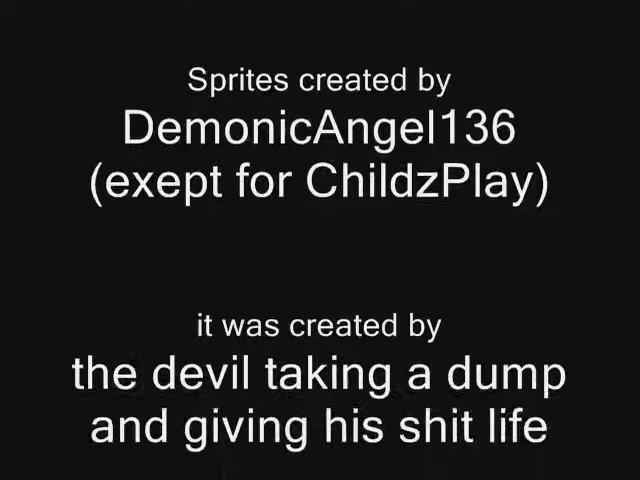 Sprites created by
DemonicAngel136
(exept for ChildzPlay)
it was created by
the devil taking a dump
and giving his shit life